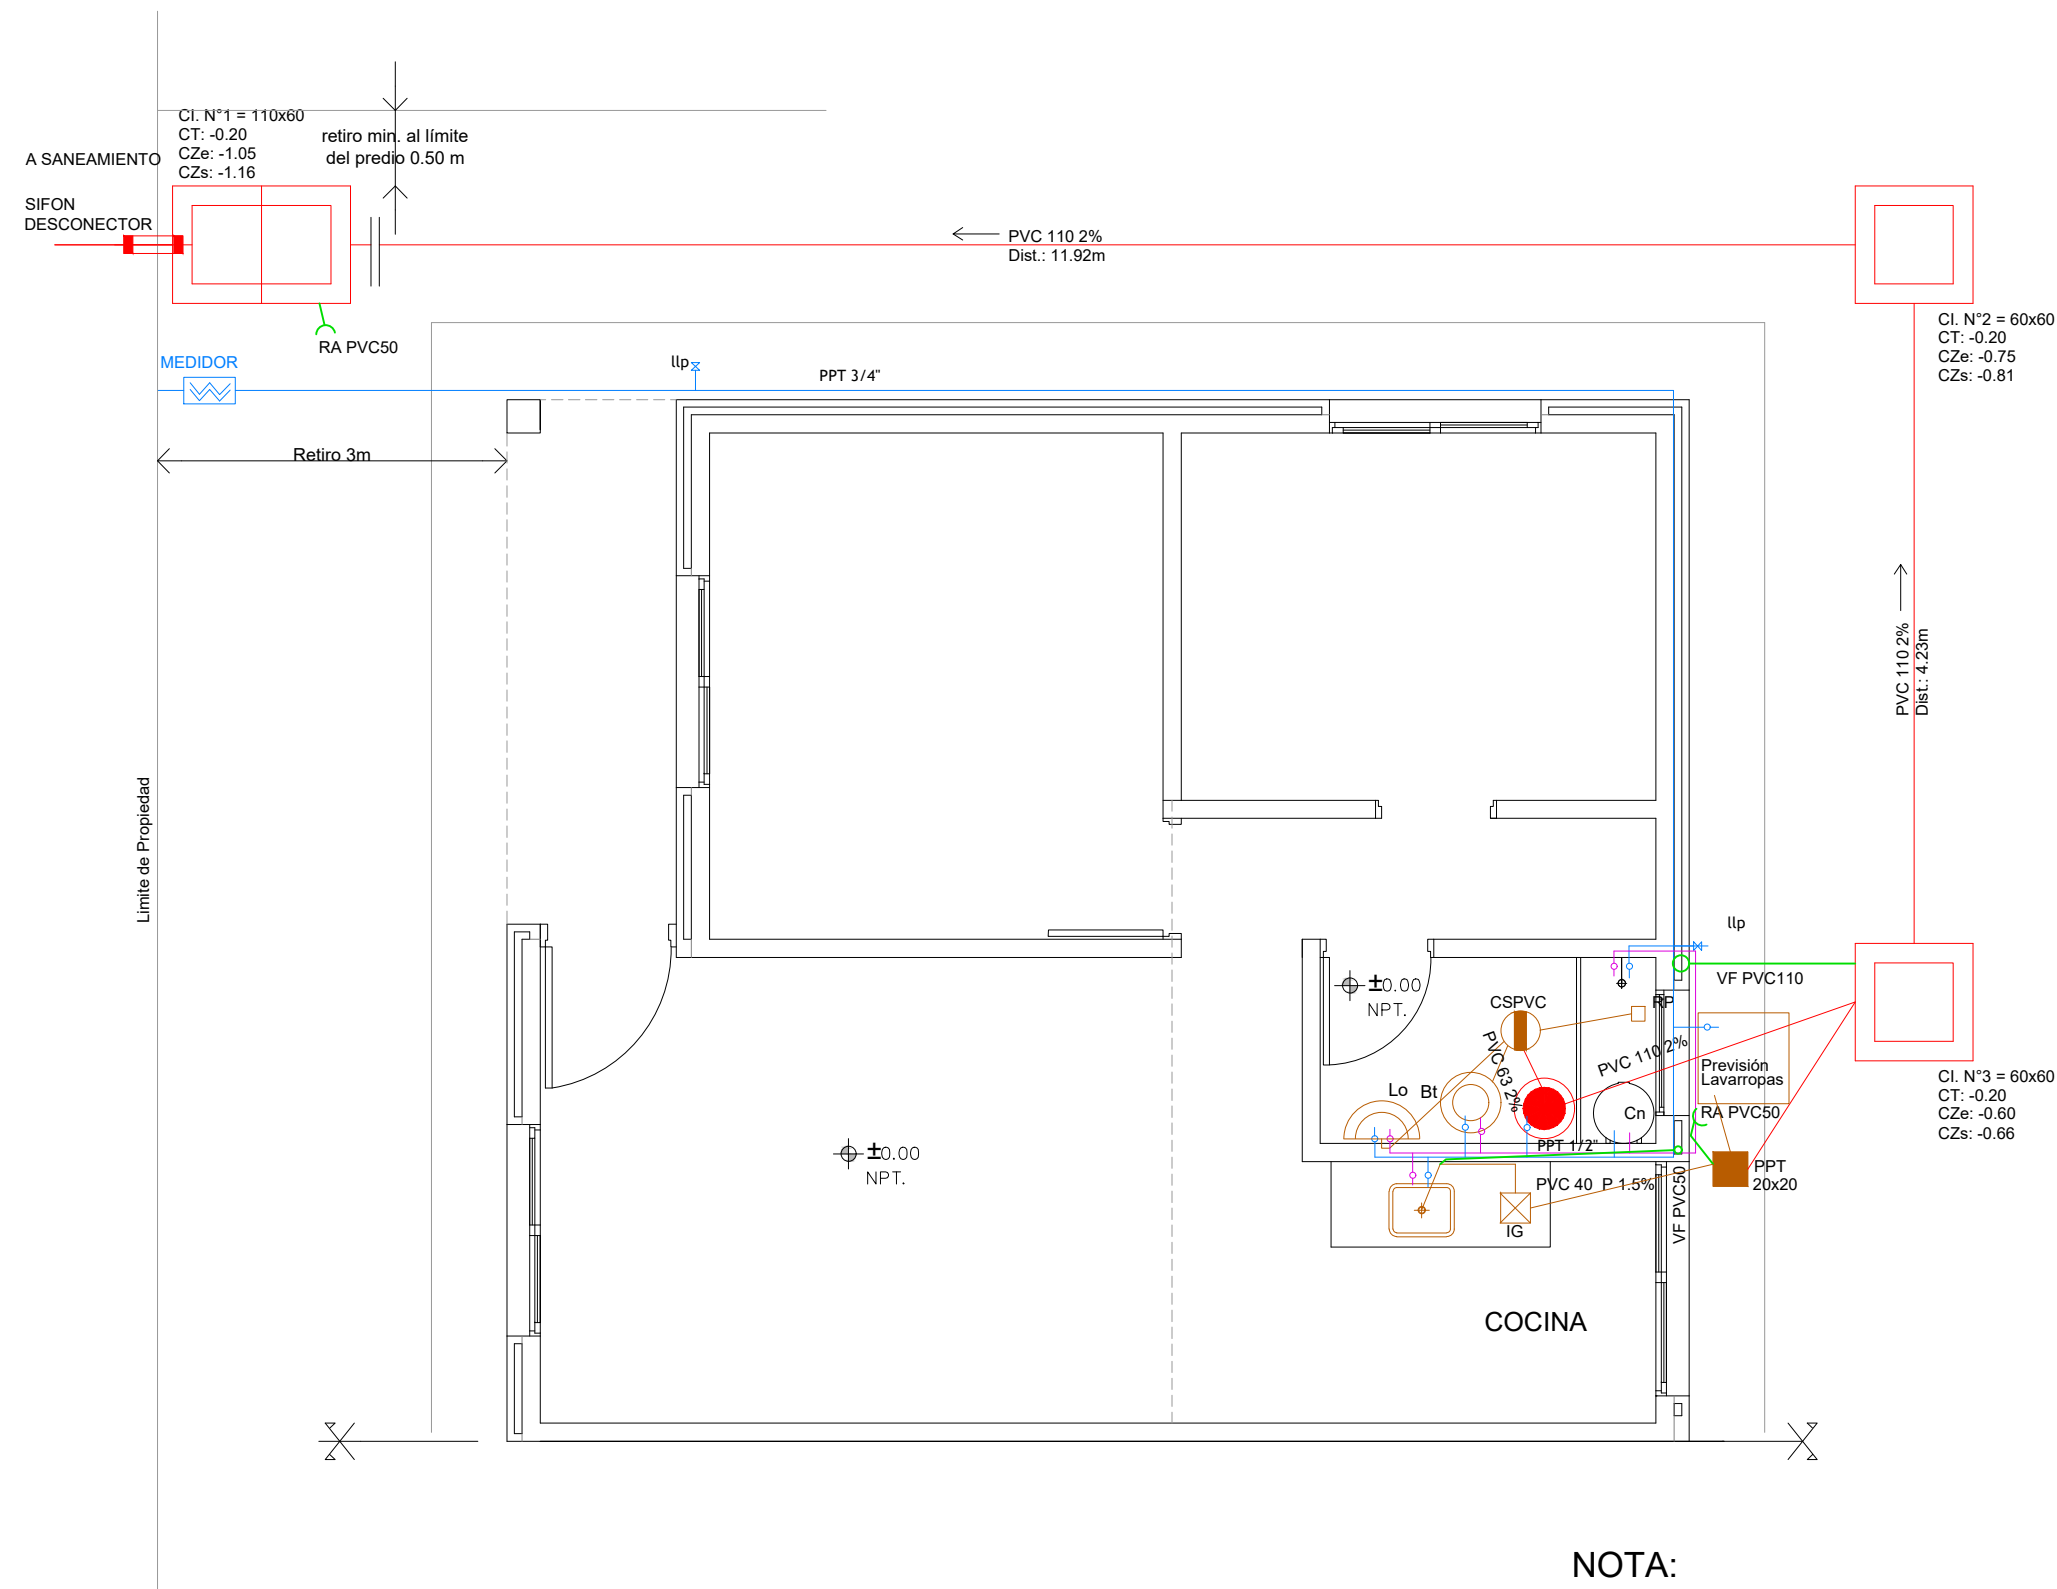 CI. N°1 = 110x60
CT: -0.20
CZe: -1.05
CZs: -1.16
retiro min. al límite
del predio 0.50 m
A SANEAMIENTO
SIFON
DESCONECTOR
PVC 110 2%
Dist.: 11.92m
RA PVC50
MEDIDOR
llp
PPT 3/4"
CI. N°2 = 60x60
CT: -0.20
CZe: -0.75
CZs: -0.81
Retiro 3m
PVC 110 2%
Dist.: 4.23m
Limite de Propiedad
llp
VF PVC110
±0.00
NPT.
CSPVC
RP
PVC 63 2%
PVC 110 2%
Previsión
Lavarropas
Lo
Bt
Cn
RA PVC50
CI. N°3 = 60x60
CT: -0.20
CZe: -0.60
CZs: -0.66
±0.00
NPT.
PPT 1/2"
PPT
20x20
PVC 40 P 1.5%
VF PVC50
IG
COCINA
NOTA: